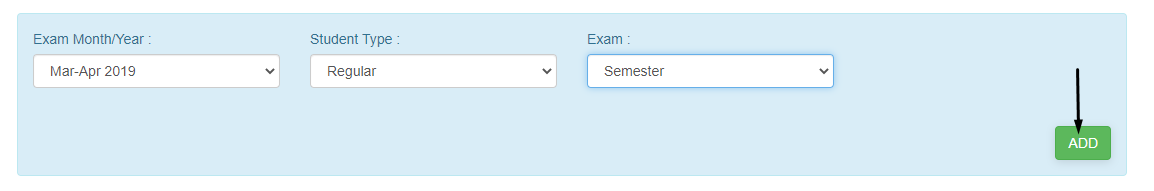 Exam Month/Year : Student Type : Exam :
Mar-Apr 2019 Regular Semester
ADD